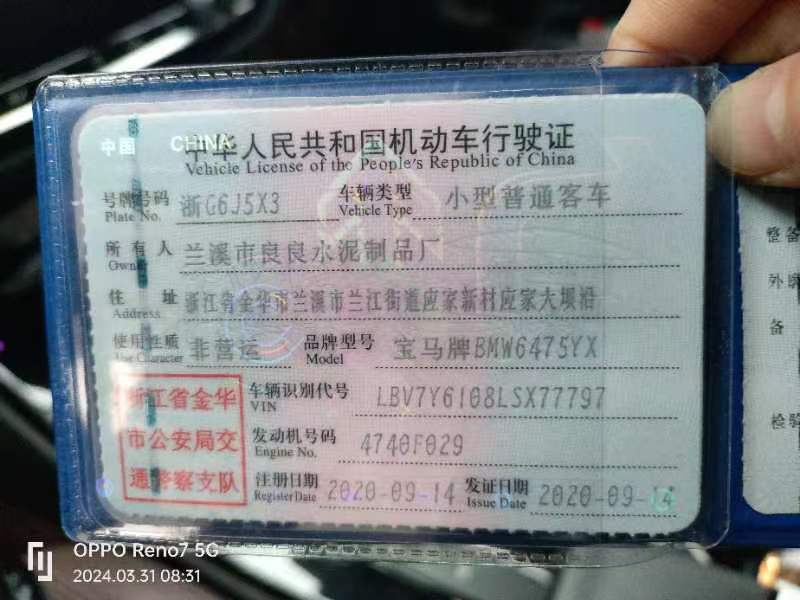 中国 CHINA
中华人民共和国机动车行驶证
Vehicle License of the People's Republic of China
号牌号码 浙G6J5X3 车辆类型 小型普通客车
Plate No. Vehicle Type
所有人 兰溪市良良水泥制品厂
Owner
住址 浙江省金华市兰溪市兰江街道应家新村应家大坝沿
Address
使用性质 非营运 品牌型号 宝马牌BMW6475YX
Use Character Model
浙江省金华 车辆识别代号 LBV7Y6108LSX77797
VIN
市公安局交 发动机号码 4740F029
Engine No.
通警察支队 注册日期 2020-09-14 发证日期 2020-09-14
Register Date Issue Date
整备
外廓
备
检验
OPPO Reno7 5G
2024.03.31 08:31